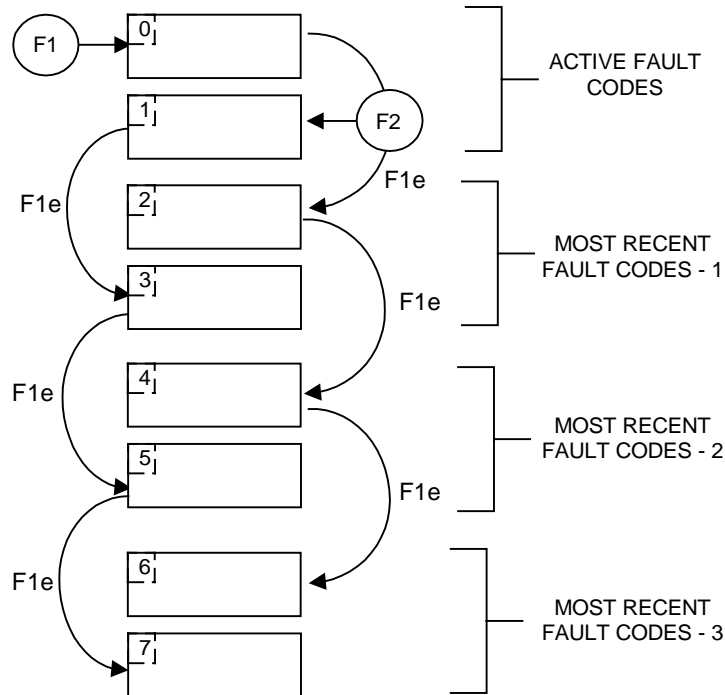 F1
0
ACTIVE FAULT
CODES
1
F2
F1e
F1e
2
MOST RECENT
FAULT CODES - 1
3
F1e
F1e
4
MOST RECENT
FAULT CODES - 2
5
F1e
6
F1e
MOST RECENT
FAULT CODES - 3
7